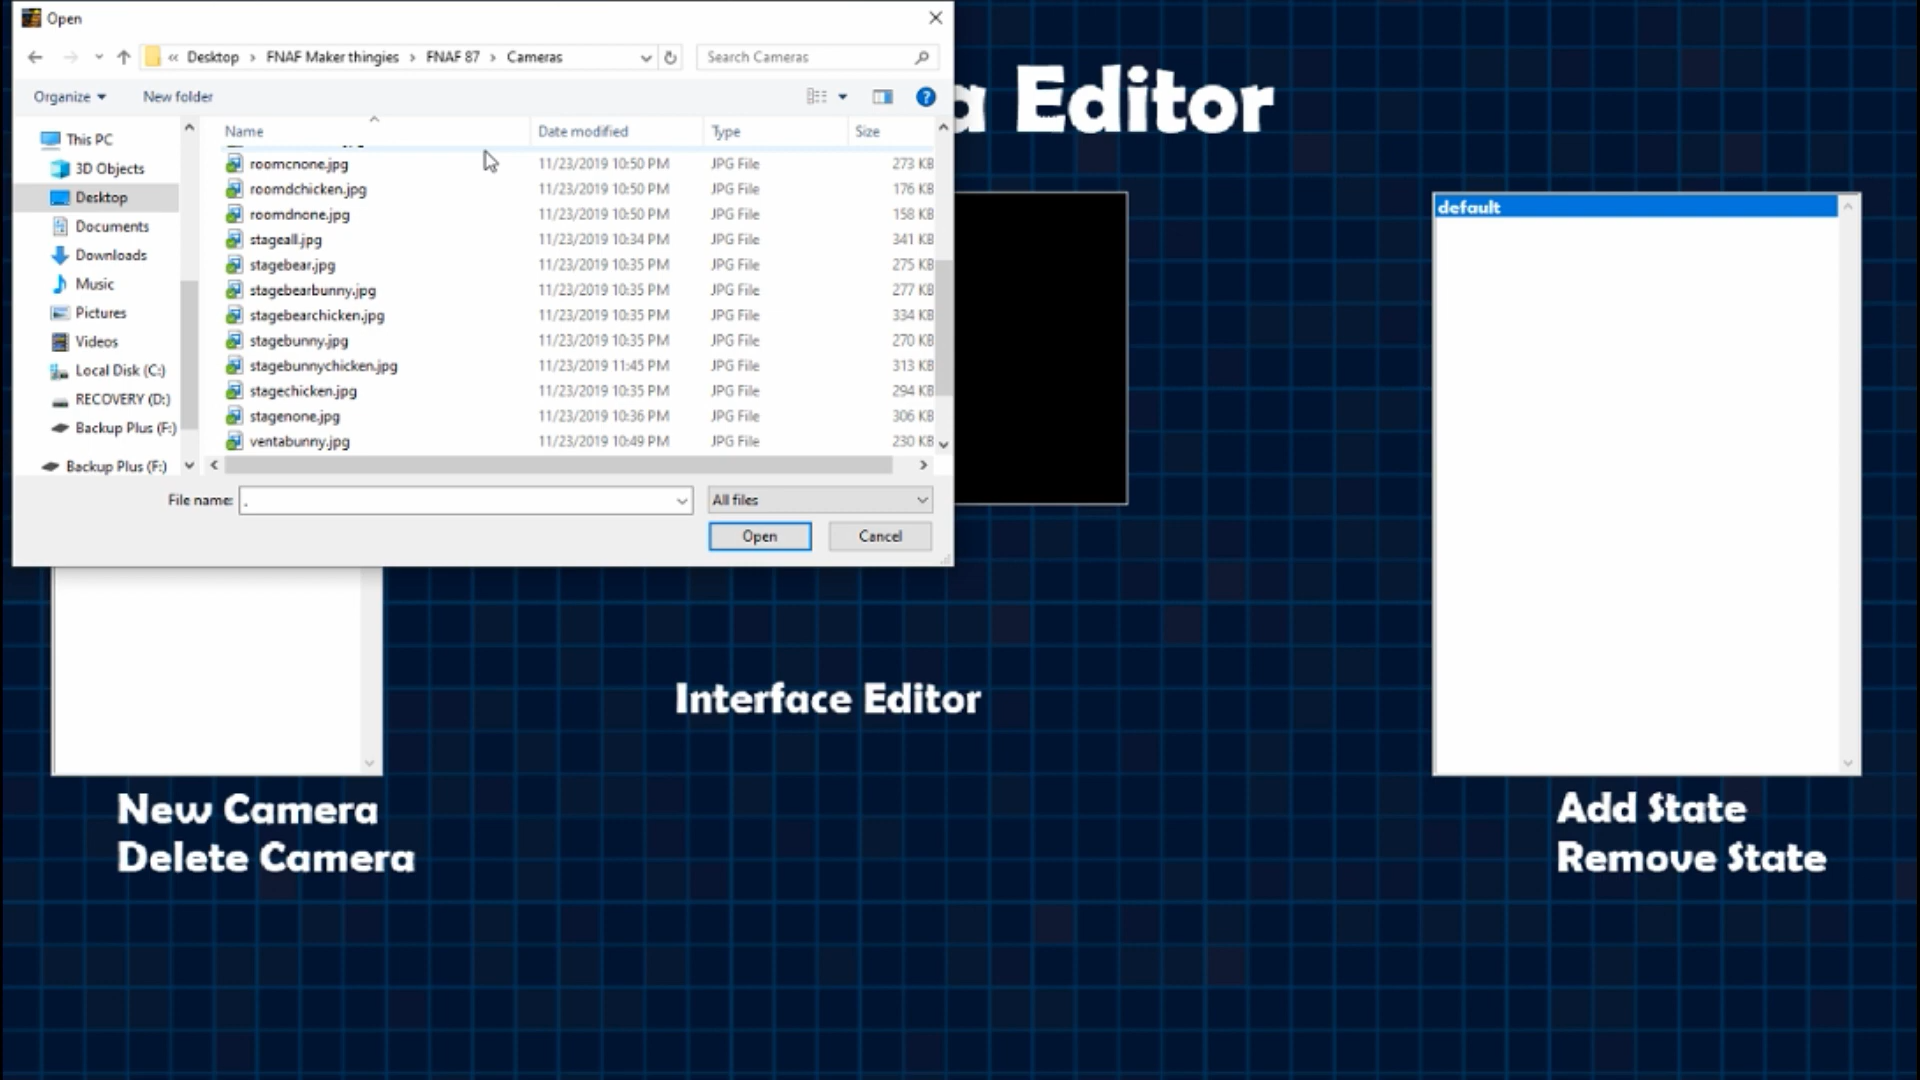 Open
« Desktop › FNAF Maker thingies › FNAF 87 › Cameras
Search Cameras
Organize New folder
?
Name Date modified Type Size
This PC
3D Objects
Desktop
Documents
Downloads
Music
Pictures
Videos
Local Disk (C:)
RECOVERY (D:)
Backup Plus (F:)
Backup Plus (F:)
roomcnone.jpg 11/23/2019 10:50 PM JPG File 273 KB
roomdchicken.jpg 11/23/2019 10:50 PM JPG File 176 KB
roomdnone.jpg 11/23/2019 10:50 PM JPG File 158 KB
stageall.jpg 11/23/2019 10:34 PM JPG File 341 KB
stagebear.jpg 11/23/2019 10:35 PM JPG File 275 KB
stagebearbunny.jpg 11/23/2019 10:35 PM JPG File 277 KB
stagebearchicken.jpg 11/23/2019 10:35 PM JPG File 334 KB
stagebunny.jpg 11/23/2019 10:35 PM JPG File 270 KB
stagebunnychicken.jpg 11/23/2019 11:45 PM JPG File 313 KB
stagechicken.jpg 11/23/2019 10:35 PM JPG File 294 KB
stagenone.jpg 11/23/2019 10:36 PM JPG File 306 KB
ventabunny.jpg 11/23/2019 10:49 PM JPG File 230 KB
File name: . All files
Open Cancel
a Editor
default
Interface Editor
New Camera
Delete Camera
Add State
Remove State